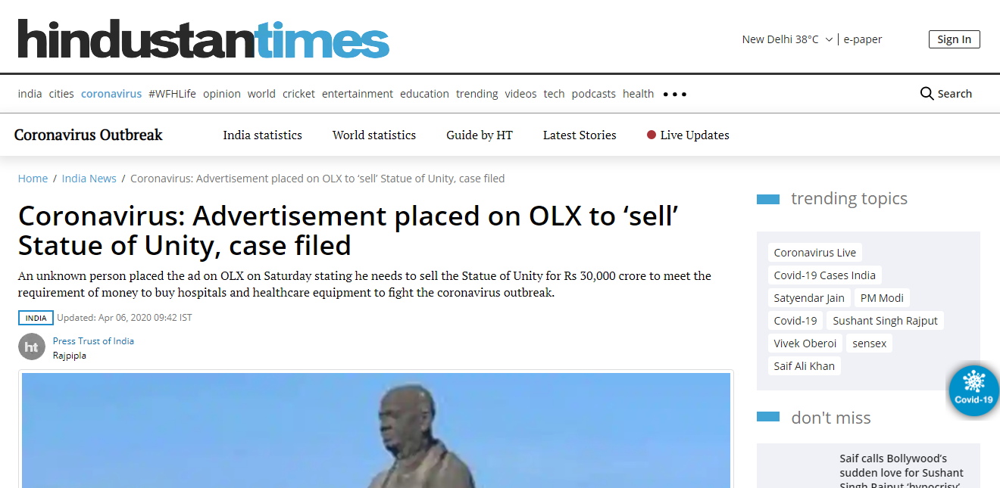 hindustantimes
New Delhi 38°C | e-paper
Sign In
india cities coronavirus #WFHLife opinion world cricket entertainment education trending videos tech podcasts health •••
Search
Coronavirus Outbreak
India statistics World statistics Guide by HT Latest Stories Live Updates
Home / India News / Coronavirus: Advertisement placed on OLX to ‘sell’ Statue of Unity, case filed
Coronavirus: Advertisement placed on OLX to ‘sell’
Statue of Unity, case filed
An unknown person placed the ad on OLX on Saturday stating he needs to sell the Statue of Unity for Rs 30,000 crore to meet the
requirement of money to buy hospitals and healthcare equipment to fight the coronavirus outbreak.
INDIA Updated: Apr 06, 2020 09:42 IST
ht
Press Trust of India
Rajpipla
trending topics
Coronavirus Live
Covid-19 Cases India
Satyendar Jain PM Modi
Covid-19 Sushant Singh Rajput
Vivek Oberoi sensex
Saif Ali Khan
Covid-19
don't miss
Saif calls Bollywood’s
sudden love for Sushant
Singh Rajput ‘hypocrisy’